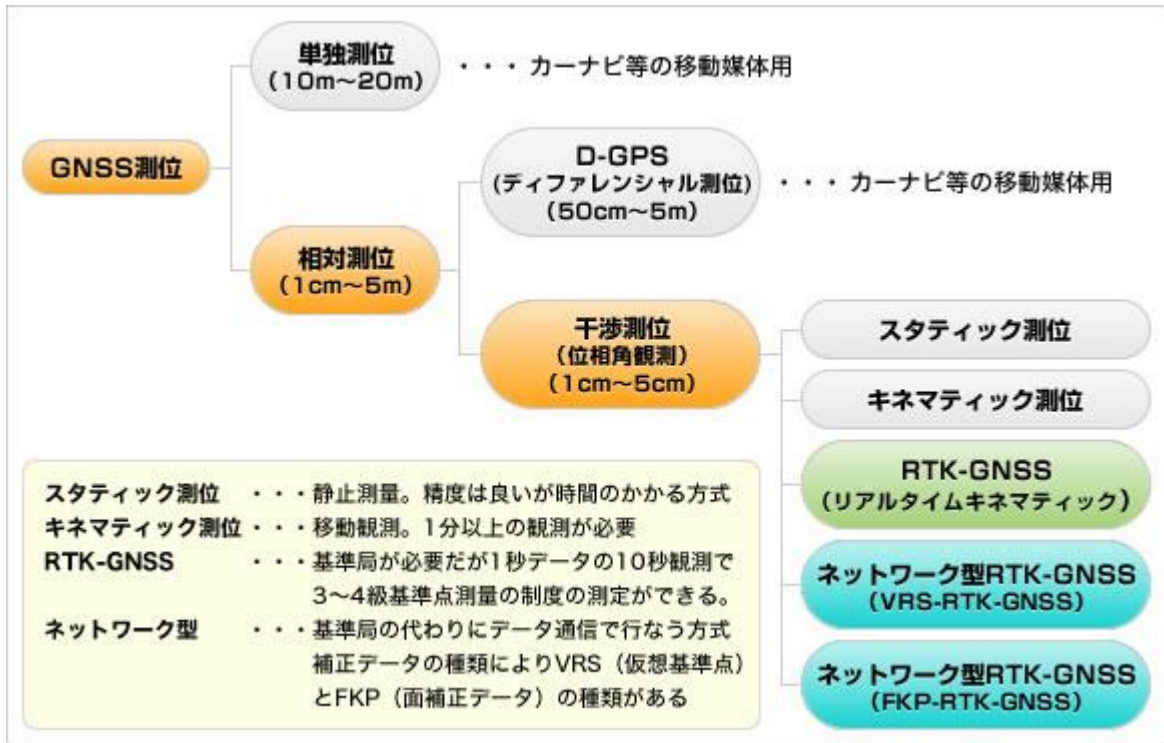 単独測位
(10m～20m)
・・・ カーナビ等の移動媒体用
GNSS測位
D-GPS
(ディファレンシャル測位)
(50cm～5m)
・・・ カーナビ等の移動媒体用
相対測位
(1cm～5m)
干渉測位
(位相角観測)
(1cm～5cm)
スタティック測位
キネマティック測位
RTK-GNSS
(リアルタイムキネマティック)
ネットワーク型RTK-GNSS
(VRS-RTK-GNSS)
ネットワーク型RTK-GNSS
(FKP-RTK-GNSS)
スタティック測位 ・・・静止測量。精度は良いが時間のかかる方式
キネマティック測位・・・移動観測。1分以上の観測が必要
RTK-GNSS ・・・基準局が必要だが1秒データの10秒観測で
3～4級基準点測量の制度の測定ができる。
ネットワーク型 ・・・基準局の代わりにデータ通信で行なう方式
補正データの種類によりVRS（仮想基準点）
とFKP（面補正データ）の種類がある